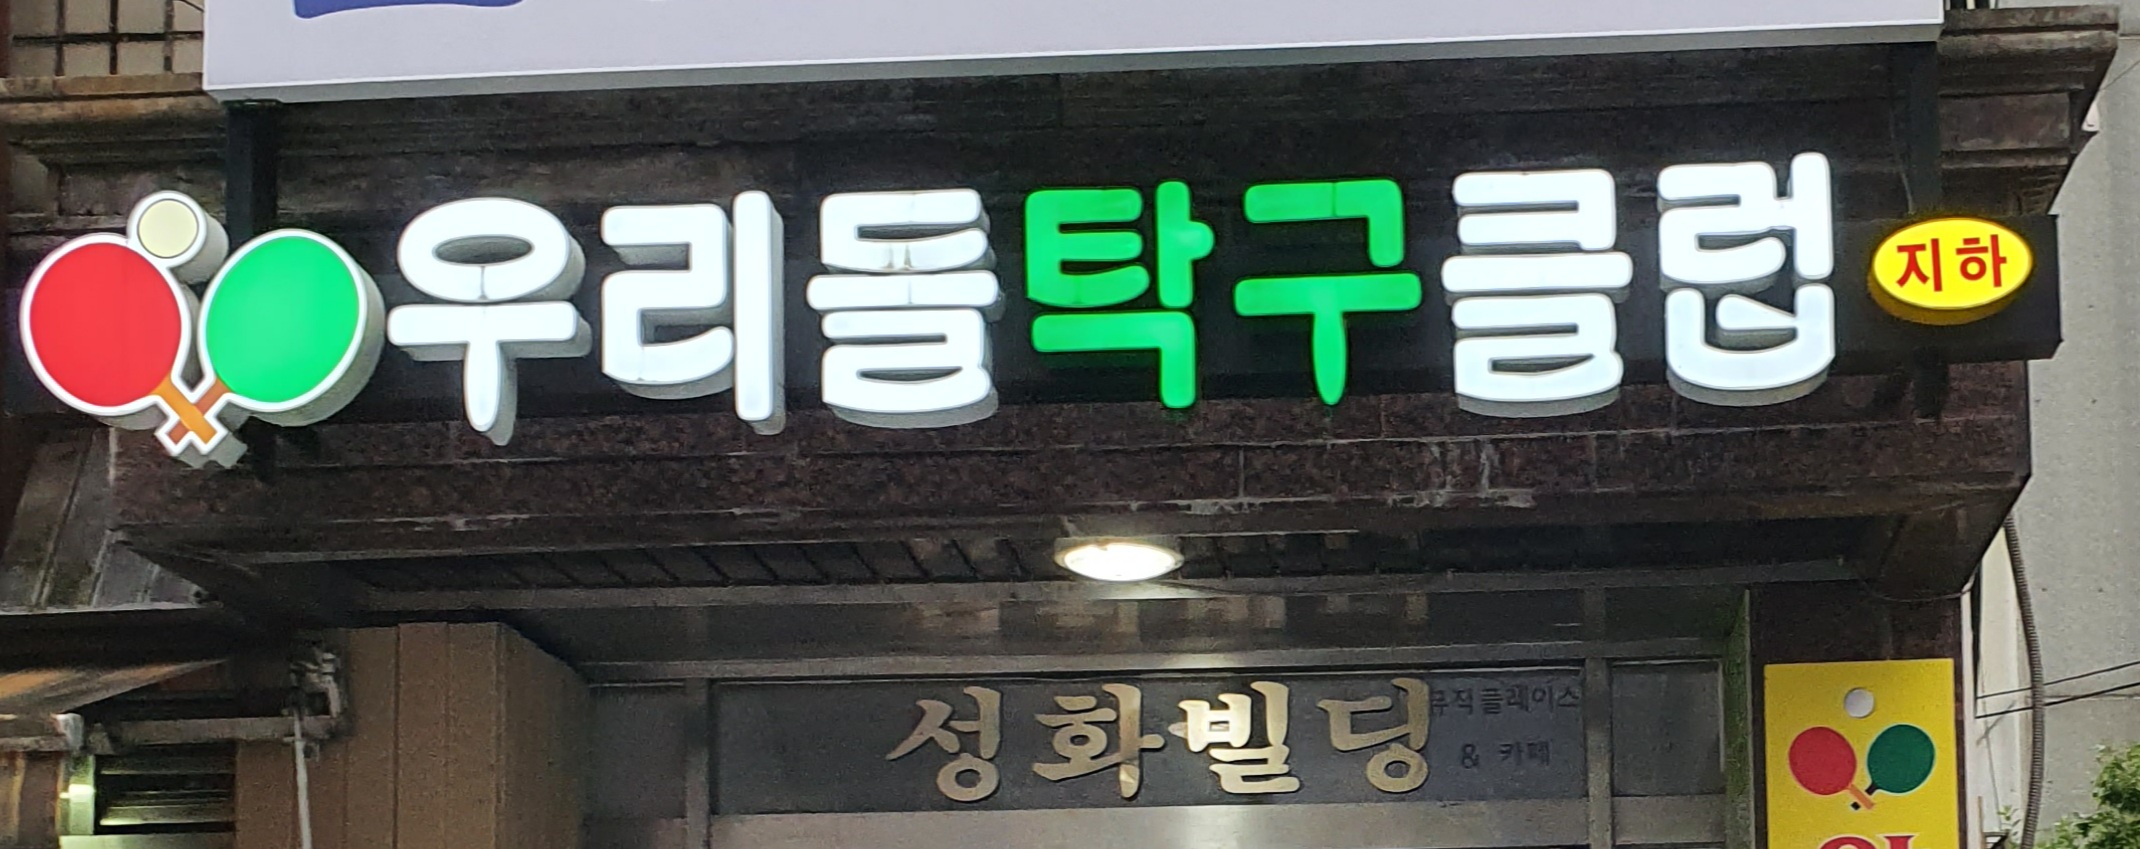 우리들탁구클럽
지하
성화빌딩
뮤직플레이스
& 카페